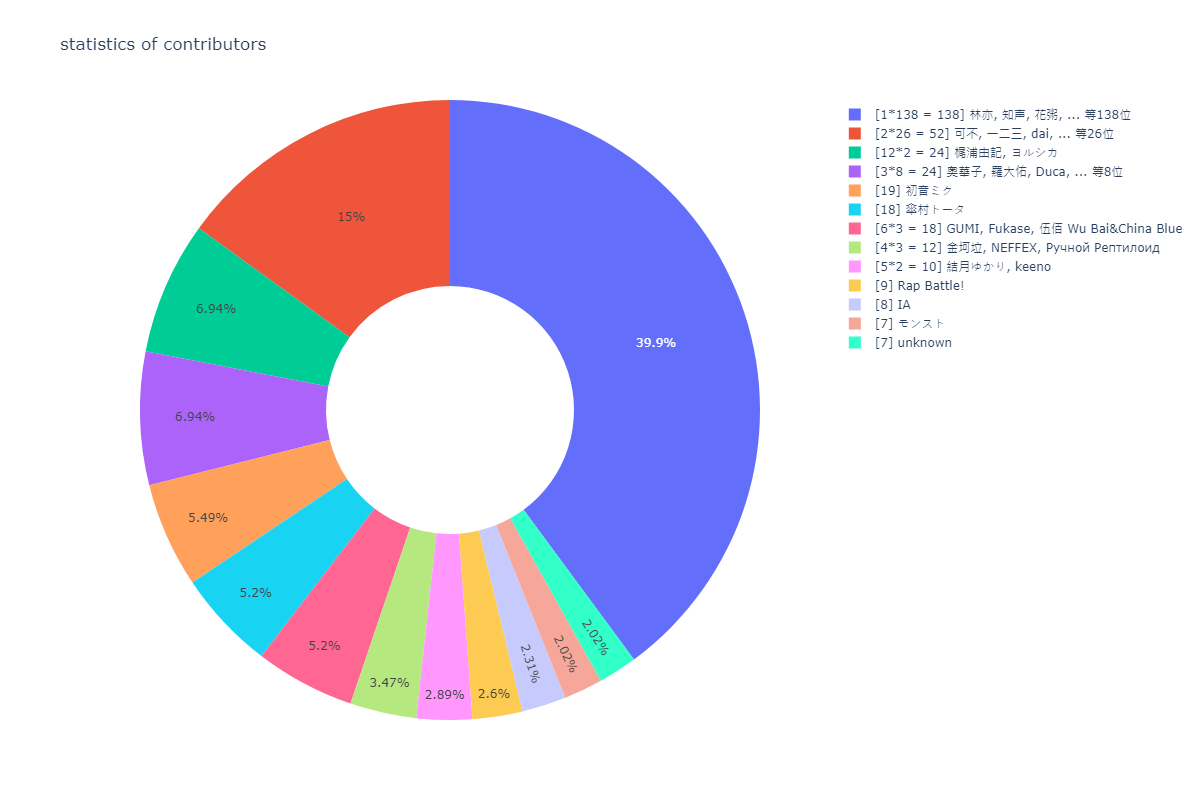 statistics of contributors
[1*138 = 138] 林亦, 知声, 花粥, ... 等138位
[2*26 = 52] 可不, 一二三, dai, ... 等26位
[12*2 = 24] 梶浦由記, ヨルシカ
[3*8 = 24] 奥華子, 羅大佑, Duca, ... 等8位
[19] 初音ミク
[18] 傘村トータ
[6*3 = 18] GUMI, Fukase, 伍佰 Wu Bai&China Blue
[4*3 = 12] 金坷垃, NEFFEX, Ручной Рептилоид
[5*2 = 10] 結月ゆかり, keeno
[9] Rap Battle!
[8] IA
[7] モンスト
[7] unknown
15%
39.9%
6.94%
6.94%
5.49%
5.2%
5.2%
3.47%
2.89%
2.6%
2.31%
2.02%
2.02%